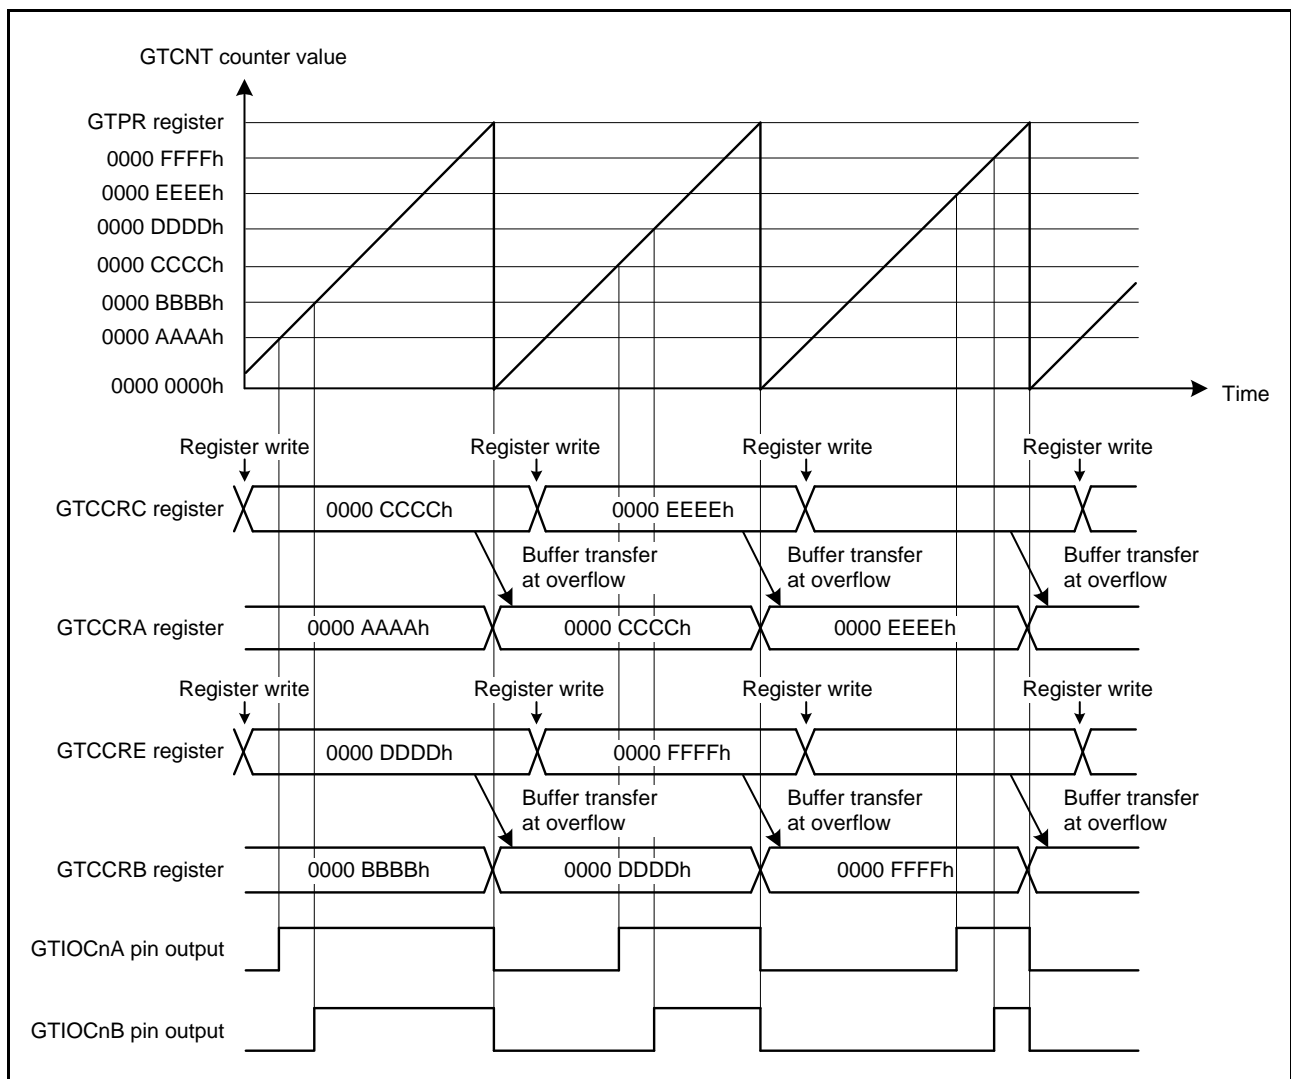 GTCNT counter value
GTPR register
0000 FFFFh
0000 EEEEh
0000 DDDDh
0000 CCCCh
0000 BBBBh
0000 AAAAh
0000 0000h
Time
Register write Register write Register write Register write
GTCCRC register 0000 CCCCh 0000 EEEEh
Buffer transfer at overflow
Buffer transfer at overflow
Buffer transfer at overflow
GTCCRA register 0000 AAAAh 0000 CCCCh 0000 EEEEh
Register write Register write Register write Register write
GTCCRE register 0000 DDDDh 0000 FFFFh
Buffer transfer at overflow
Buffer transfer at overflow
Buffer transfer at overflow
GTCCRB register 0000 BBBBh 0000 DDDDh 0000 FFFFh
GTIOCnA pin output
GTIOCnB pin output